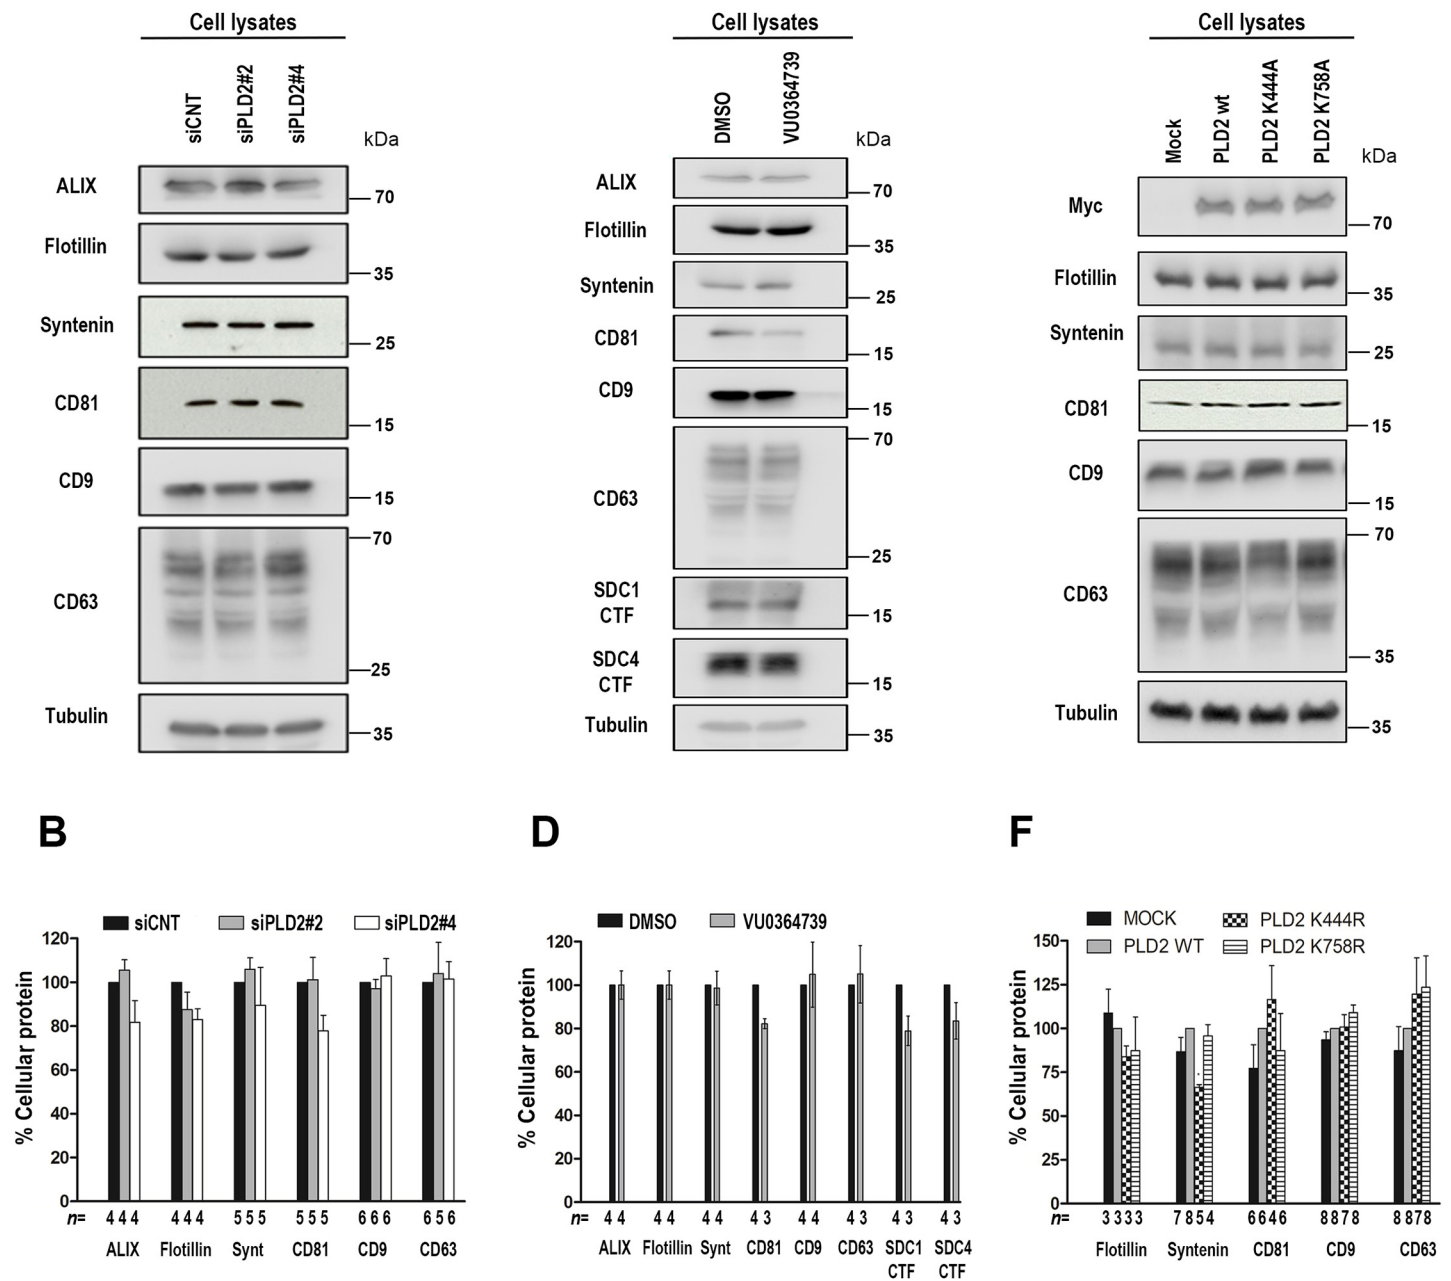 Cell lysates
siCNT
siPLD2#2
siPLD2#4
kDa
ALIX
70
Flotillin
35
Syntenin
25
CD81
15
CD9
15
70
CD63
25
Tubulin
35
Cell lysates
DMSO
VU0364739
kDa
ALIX
70
Flotillin
35
Syntenin
25
CD81
15
CD9
15
70
CD63
25
SDC1
CTF
15
SDC4
CTF
15
Tubulin
35
Cell lysates
Mock
PLD2 wt
PLD2 K444A
PLD2 K758A
kDa
Myc
70
Flotillin
35
Syntenin
25
CD81
15
CD9
15
70
CD63
35
Tubulin
35
B
siCNT siPLD2#2 siPLD2#4
% Cellular protein
120
100
80
60
40
20
0
n= 4 4 4 4 4 4 5 5 5 5 5 5 6 6 6 6 5 6
ALIX Flotillin Synt CD81 CD9 CD63
D
DMSO VU0364739
% Cellular protein
120
100
80
60
40
20
0
n= 4 4 4 4 4 4 4 3 4 4 4 3 4 3 4 3
ALIX Flotillin Synt CD81 CD9 CD63 SDC1 SDC4
CTF CTF
F
MOCK PLD2 K444R
PLD2 WT PLD2 K758R
% Cellular protein
150
125
100
75
50
25
0
n= 3 3 3 3 7 8 5 4 6 6 4 6 8 8 7 8 8 8 7 8
Flotillin Syntenin CD81 CD9 CD63